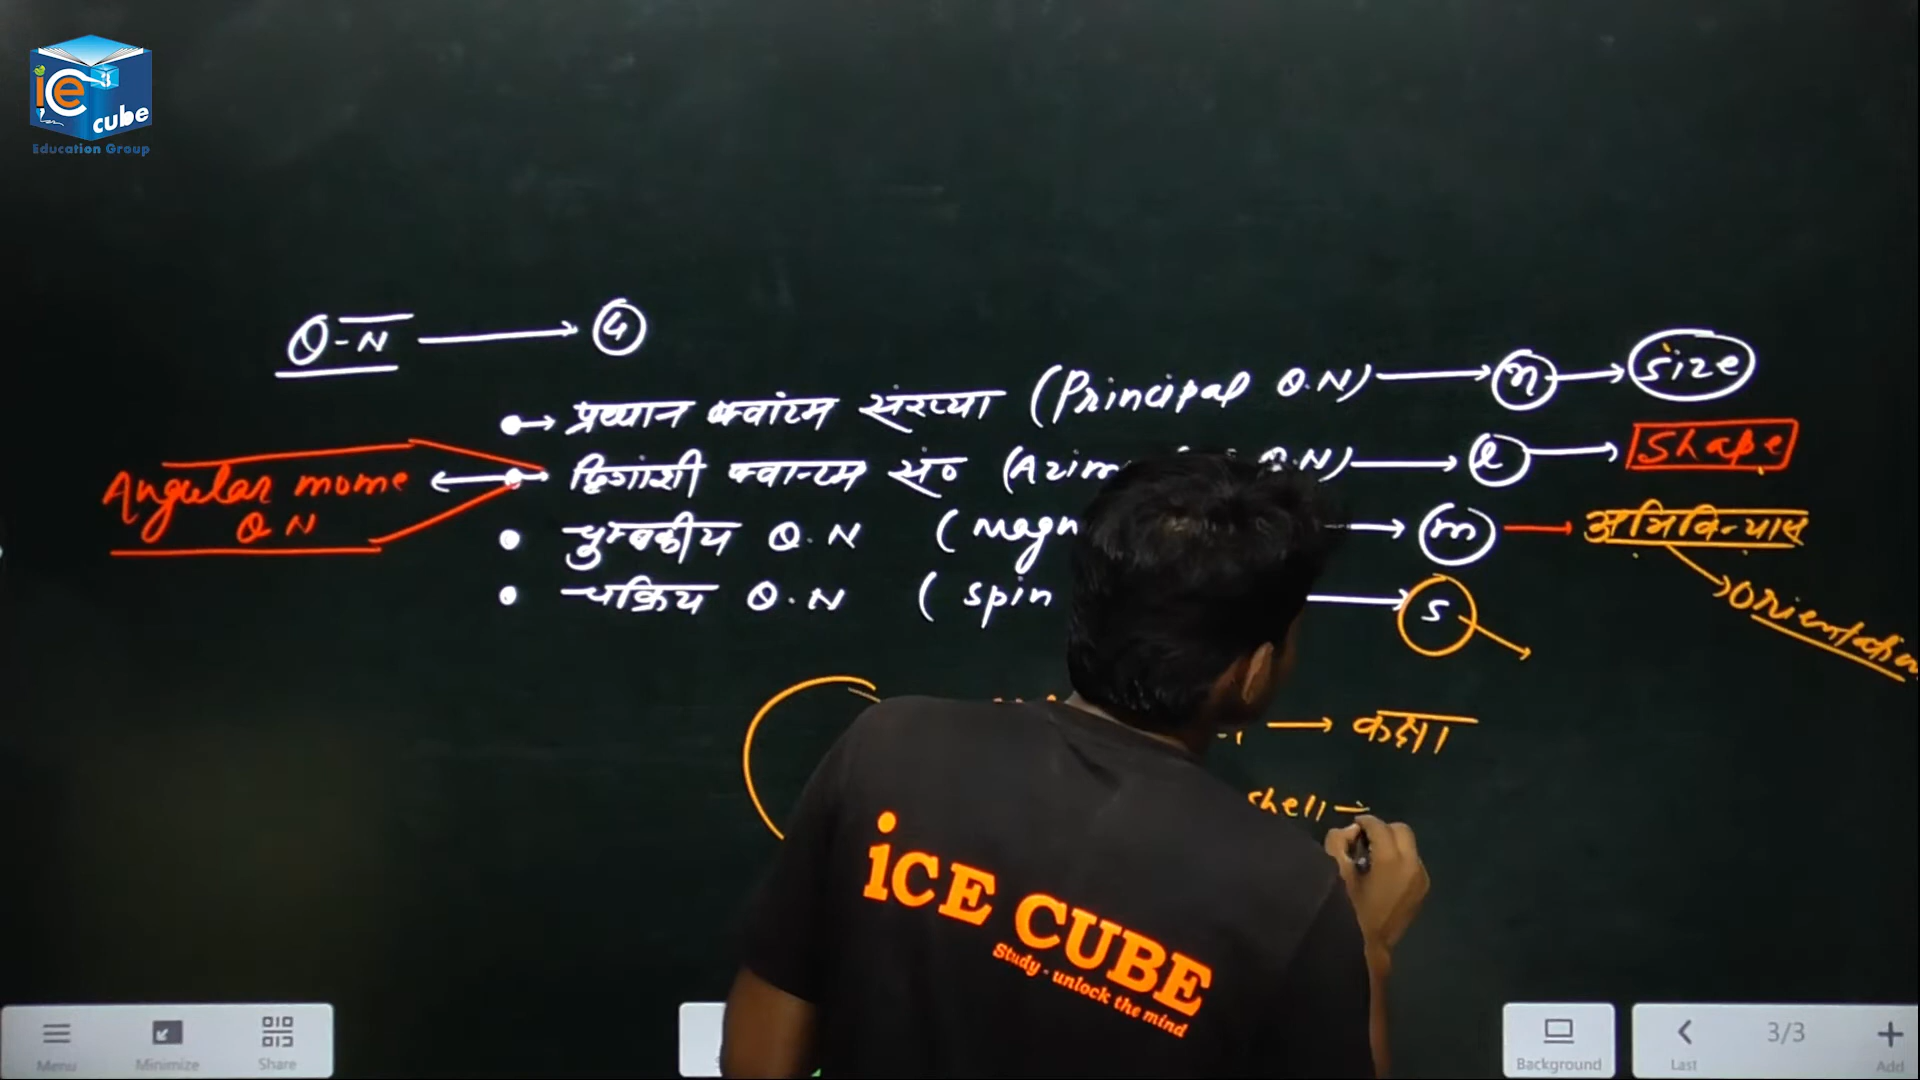 ice cube
Education Group
Q-N → 4
प्रधान क्वांटम संख्या (Principal Q.N) → n → Size
Angular mome ← द्विगांशी क्वान्टम सं० (Azim Q.N) → l → Shape
Q N
चुम्बकीय Q.N (magn → m → अभिविन्यास
चक्रिय Q.N (spin → s →
→ Orientation
→ कक्षा
shell →
iCE CUBE
Study - unlock the mind
Menu
Minimize
Share
Background
Last
3/3
Add